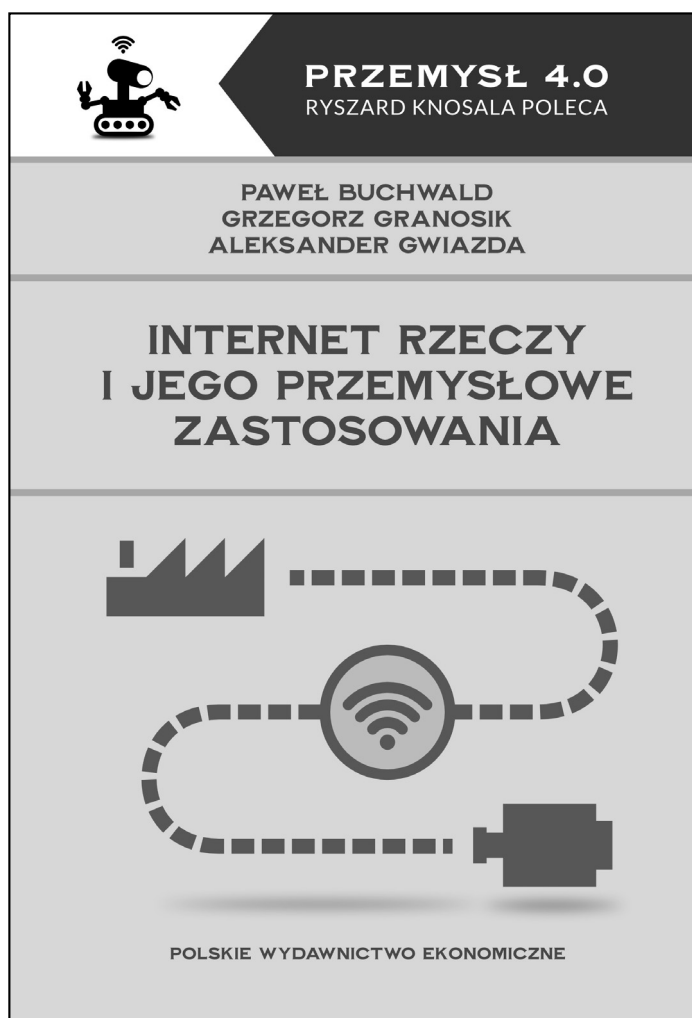 PRZEMYSŁ 4.0
RYSZARD KNOSALA POLECA
PAWEŁ BUCHWALD
GRZEGORZ GRANOSIK
ALEKSANDER GWIAZDA
INTERNET RZECZY
I JEGO PRZEMYSŁOWE
ZASTOSOWANIA
POLSKIE WYDAWNICTWO EKONOMICZNE